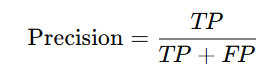 Precision = TP / (TP + FP)